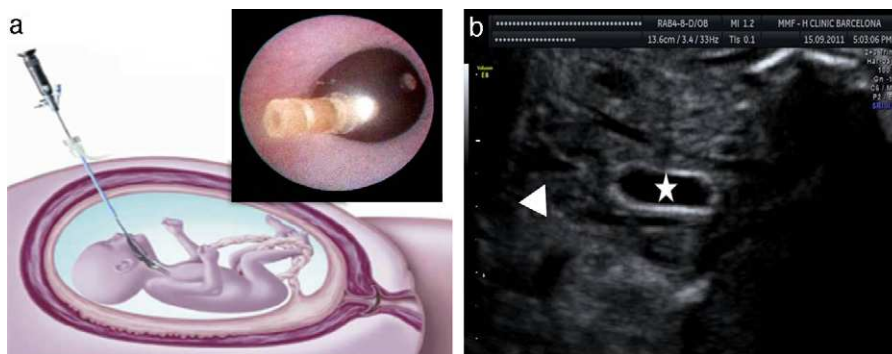 a
b
RAB4-8-D/OB MI 1.2 MMF - H CLINIC BARCELONA
13.6cm / 3.4 / 33Hz TIs 0.1 15.09.2011 5:03:06 PM